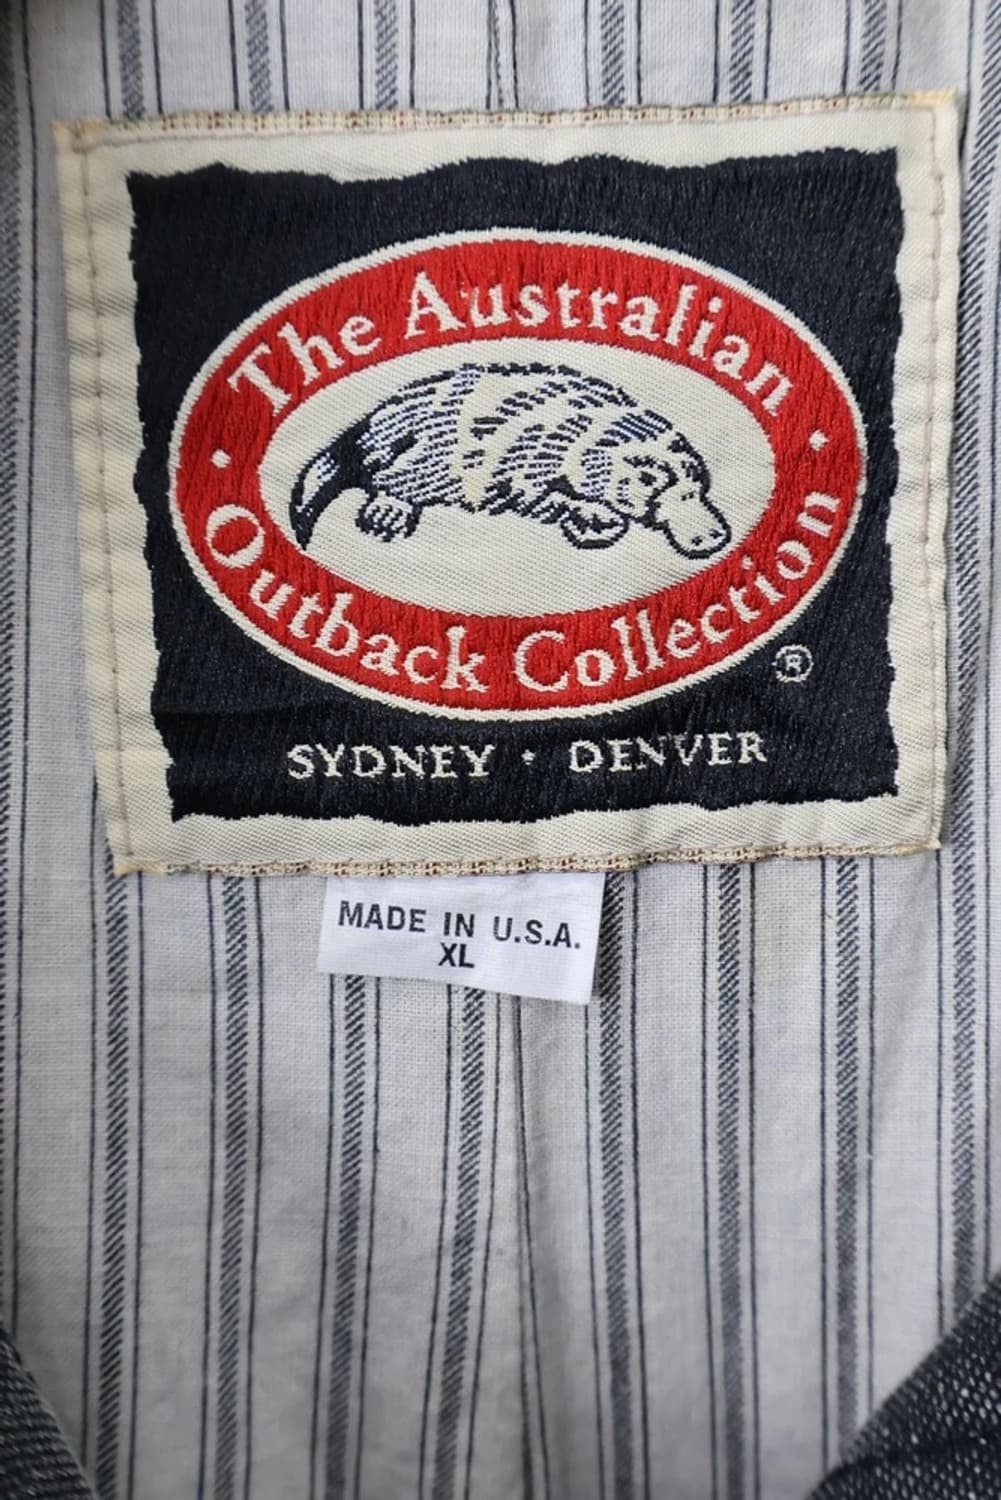 The Australian
Outback Collection
®
SYDNEY · DENVER
MADE IN U.S.A.
XL